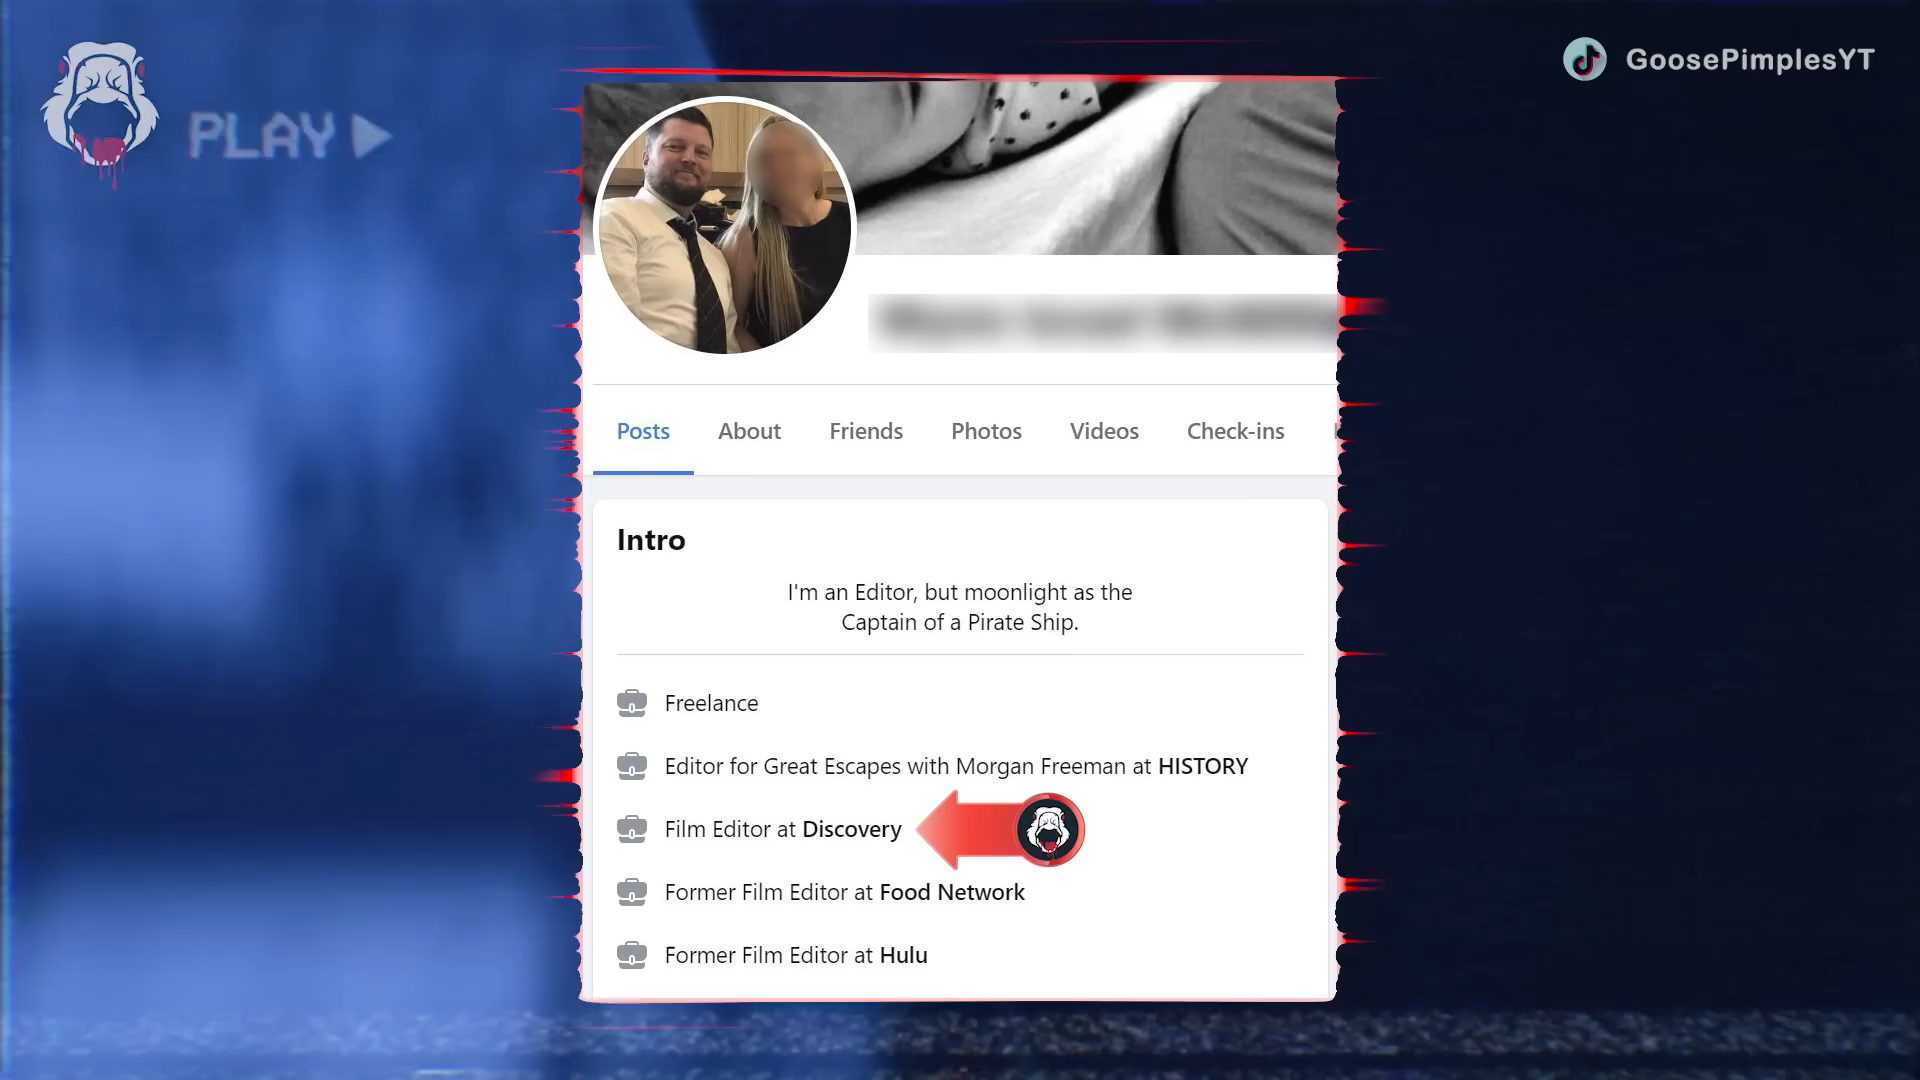 PLAY
GoosePimplesYT
Posts About Friends Photos Videos Check-ins
Intro
I'm an Editor, but moonlight as the
Captain of a Pirate Ship.
Freelance
Editor for Great Escapes with Morgan Freeman at HISTORY
Film Editor at Discovery
Former Film Editor at Food Network
Former Film Editor at Hulu